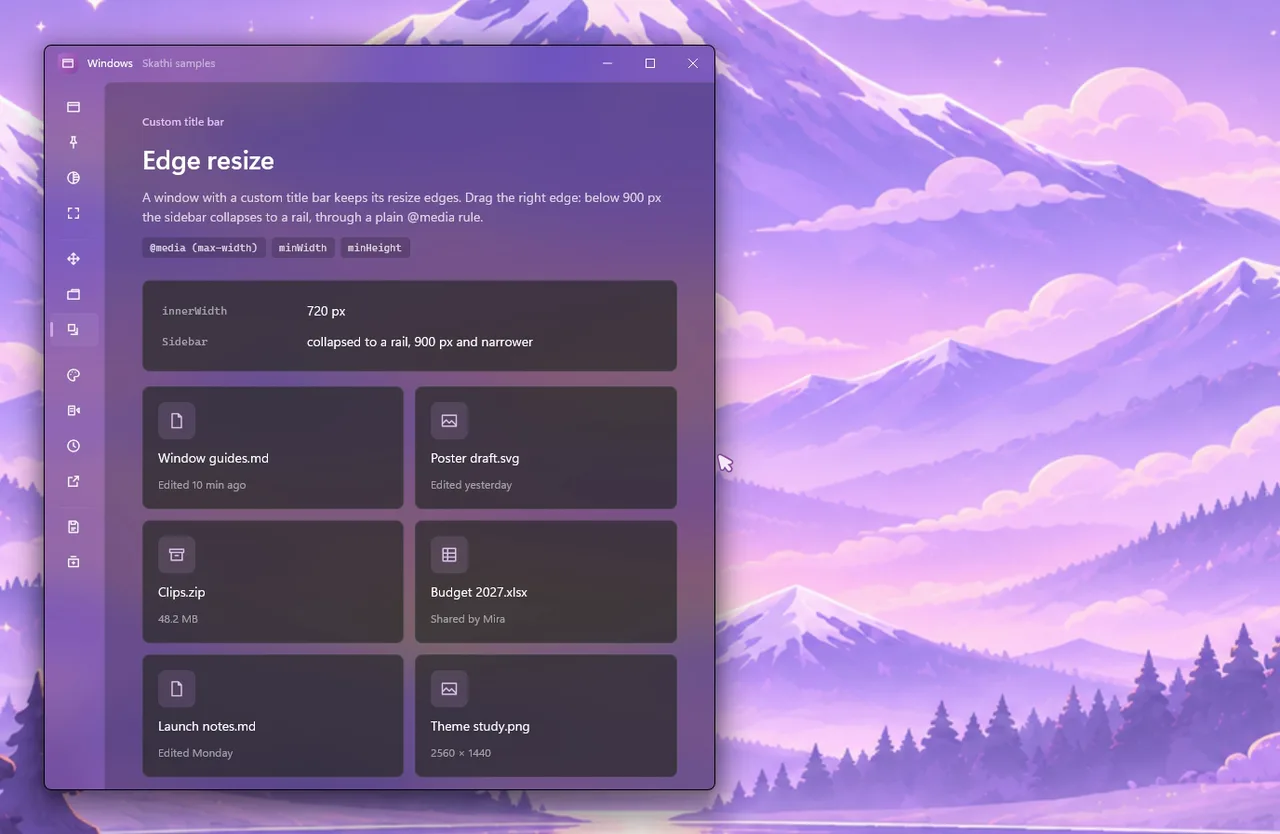 Windows Skathi samples
Custom title bar
Edge resize
A window with a custom title bar keeps its resize edges. Drag the right edge: below 900 px
the sidebar collapses to a rail, through a plain @media rule.
@media (max-width) minWidth minHeight
innerWidth 720 px
Sidebar collapsed to a rail, 900 px and narrower
Window guides.md
Edited 10 min ago
Poster draft.svg
Edited yesterday
Clips.zip
48.2 MB
Budget 2027.xlsx
Shared by Mira
Launch notes.md
Edited Monday
Theme study.png
2560 × 1440